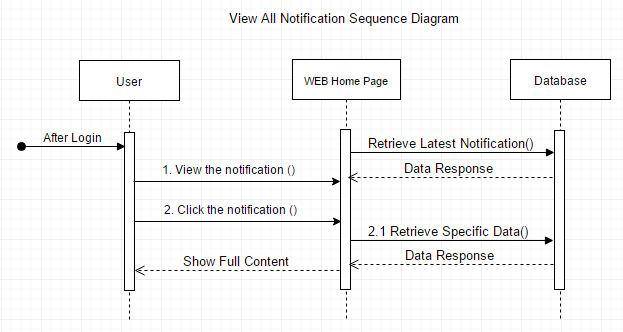 View All Notification Sequence Diagram
User
WEB Home Page
Database
After Login
Retrieve Latest Notification()
Data Response
1. View the notification ()
2. Click the notification ()
2.1 Retrieve Specific Data()
Data Response
Show Full Content